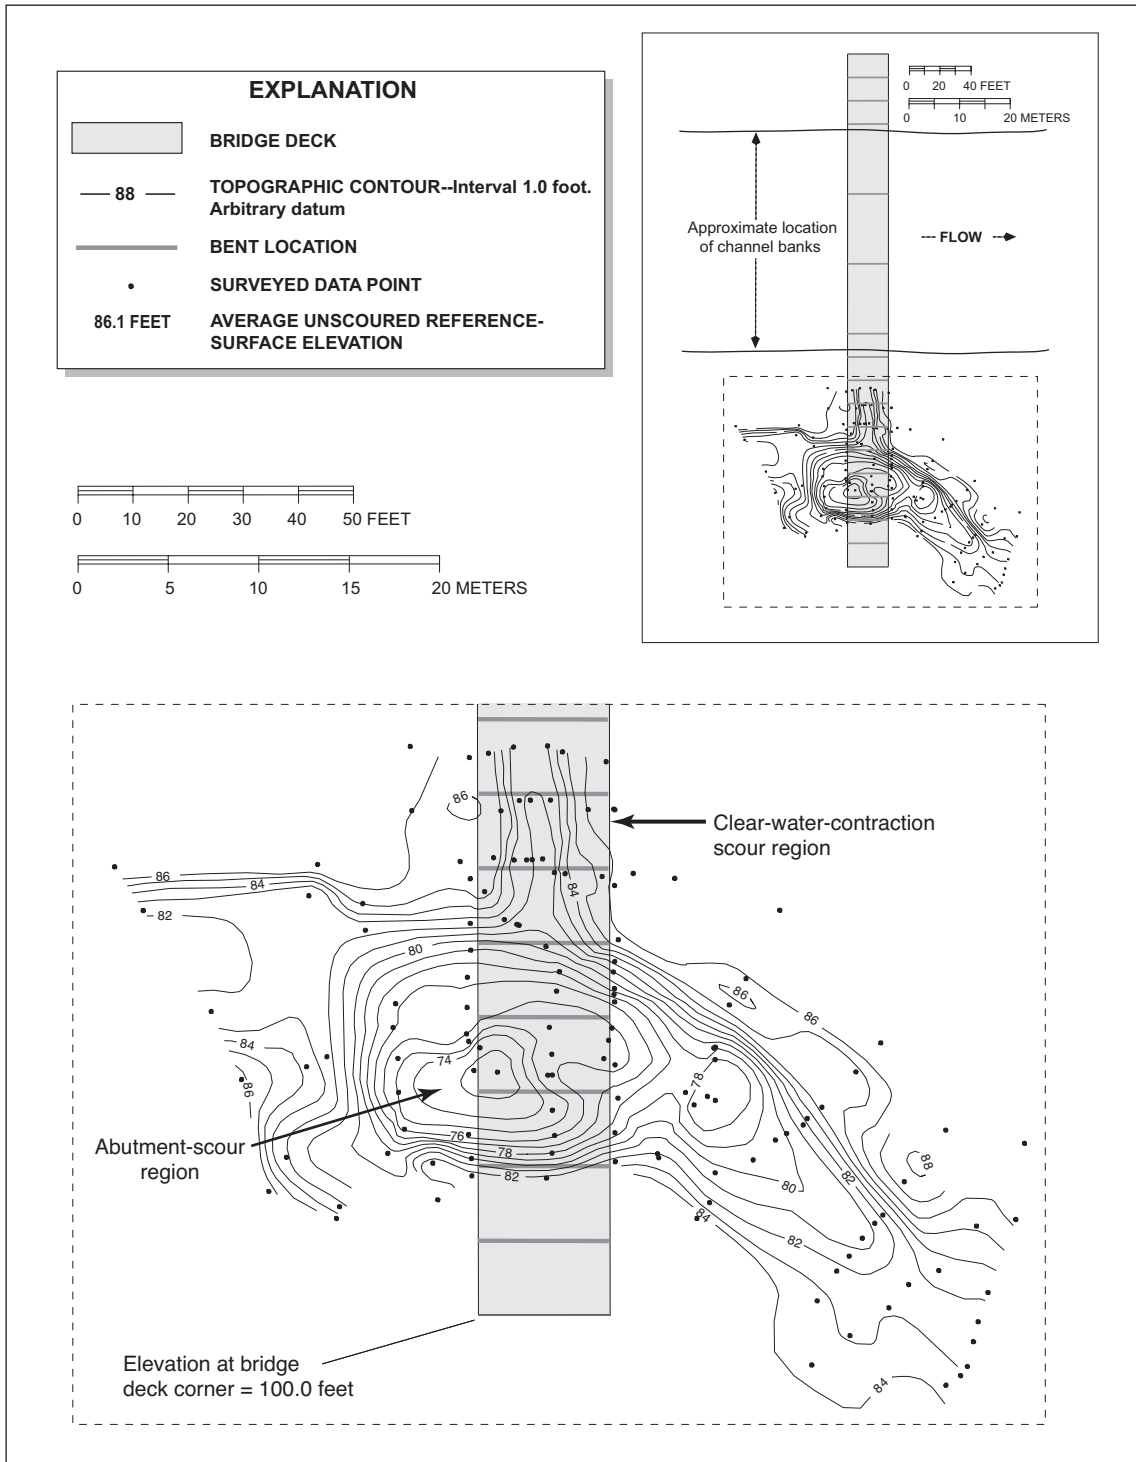 EXPLANATION
BRIDGE DECK
88
TOPOGRAPHIC CONTOUR--Interval 1.0 foot.
Arbitrary datum
BENT LOCATION
SURVEYED DATA POINT
86.1 FEET
AVERAGE UNSCOURED REFERENCE-
SURFACE ELEVATION
0 20 40 FEET
0 10 20 METERS
Approximate location
of channel banks
FLOW
0 10 20 30 40 50 FEET
0 5 10 15 20 METERS
86
Clear-water-contraction
scour region
86
84
84
82
80
86
86
84
74
78
86
76
Abutment-scour
region
78
88
82
82
80
84
82
Elevation at bridge
deck corner = 100.0 feet
84